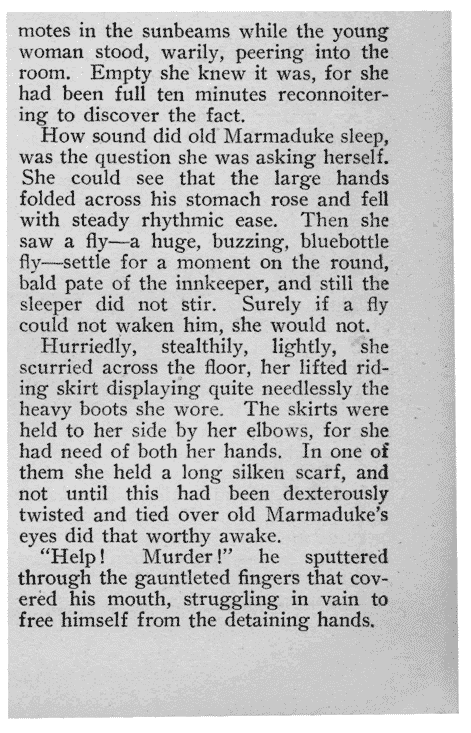 motes in the sunbeams while the young
woman stood, warily, peering into the
room. Empty she knew it was, for she
had been full ten minutes reconnoiter-
ing to discover the fact.
How sound did old Marmaduke sleep,
was the question she was asking herself.
She could see that the large hands
folded across his stomach rose and fell
with steady rhythmic ease. Then she
saw a fly—a huge, buzzing, bluebottle
fly—settle for a moment on the round,
bald pate of the innkeeper, and still the
sleeper did not stir. Surely if a fly
could not waken him, she would not.
Hurriedly, stealthily, lightly, she
scurried across the floor, her lifted rid-
ing skirt displaying quite needlessly the
heavy boots she wore. The skirts were
held to her side by her elbows, for she
had need of both her hands. In one of
them she held a long silken scarf, and
not until this had been dexterously
twisted and tied over old Marmaduke's
eyes did that worthy awake.
"Help! Murder!" he sputtered
through the gauntleted fingers that cov-
ered his mouth, struggling in vain to
free himself from the detaining hands.